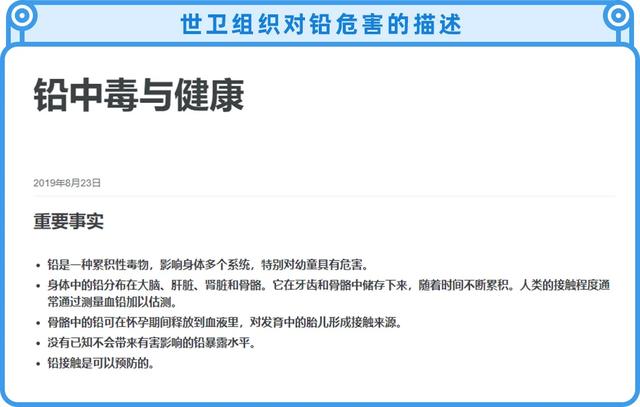 世卫组织对铅危害的描述
铅中毒与健康
2019年8月23日
重要事实
• 铅是一种累积性毒物，影响身体多个系统，特别对幼童具有危害。
• 身体中的铅分布在大脑、肝脏、肾脏和骨骼。它在牙齿和骨骼中储存下来，随着时间不断累积。人类的接触程度通
常通过测量血铅加以估测。
• 骨骼中的铅可在怀孕期间释放到血液里，对发育中的胎儿形成接触来源。
• 没有已知不会带来有害影响的铅暴露水平。
• 铅接触是可以预防的。